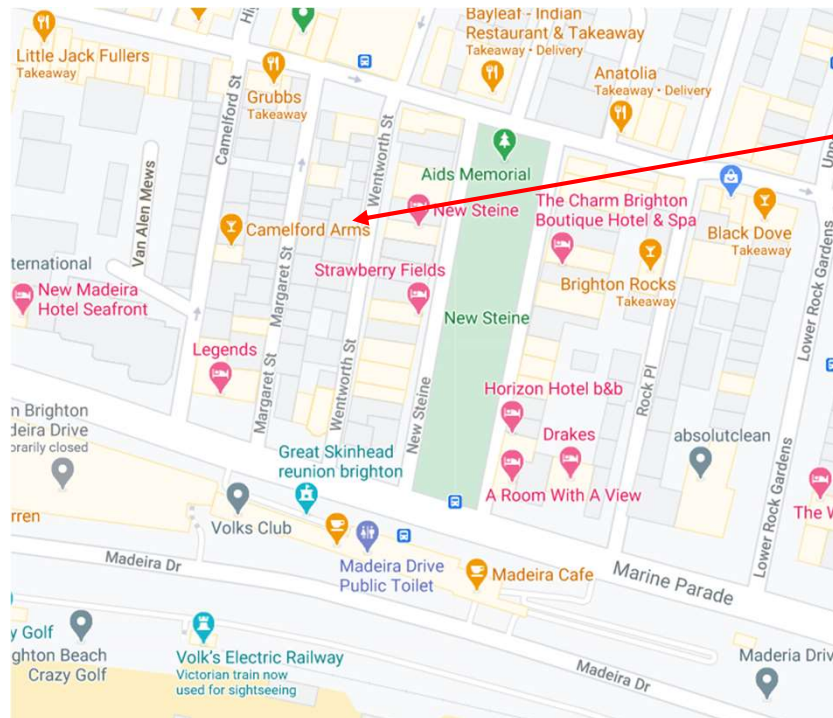 Bayleaf - Indian
Restaurant & Takeaway
Takeaway • Delivery
Little Jack Fullers
Takeaway
Camelford St
Grubbs
Takeaway
Anatolia
Takeaway • Delivery
Wentworth St
Van Alen Mews
Aids Memorial
New Steine
The Charm Brighton
Boutique Hotel & Spa
Black Dove
Takeaway
Camelford Arms
Margaret St
Strawberry Fields
Brighton Rocks
Takeaway
ternational
New Madeira
Hotel Seafront
New Steine
Lower Rock Gardens
Legends
Margaret St
Wentworth St
New Steine
Rock Pl
Horizon Hotel b&b
Drakes
A Room With A View
absolutclean
n Brighton
deira Drive
orarily closed
Great Skinhead
reunion brighton
Lower Rock Gardens
The W
rren
Volks Club
Madeira Dr
Madeira Drive
Public Toilet
Madeira Cafe
Marine Parade
y Golf
ghton Beach
Crazy Golf
Volk's Electric Railway
Victorian train now
used for sightseeing
Madeira Dr
Maderia Driv